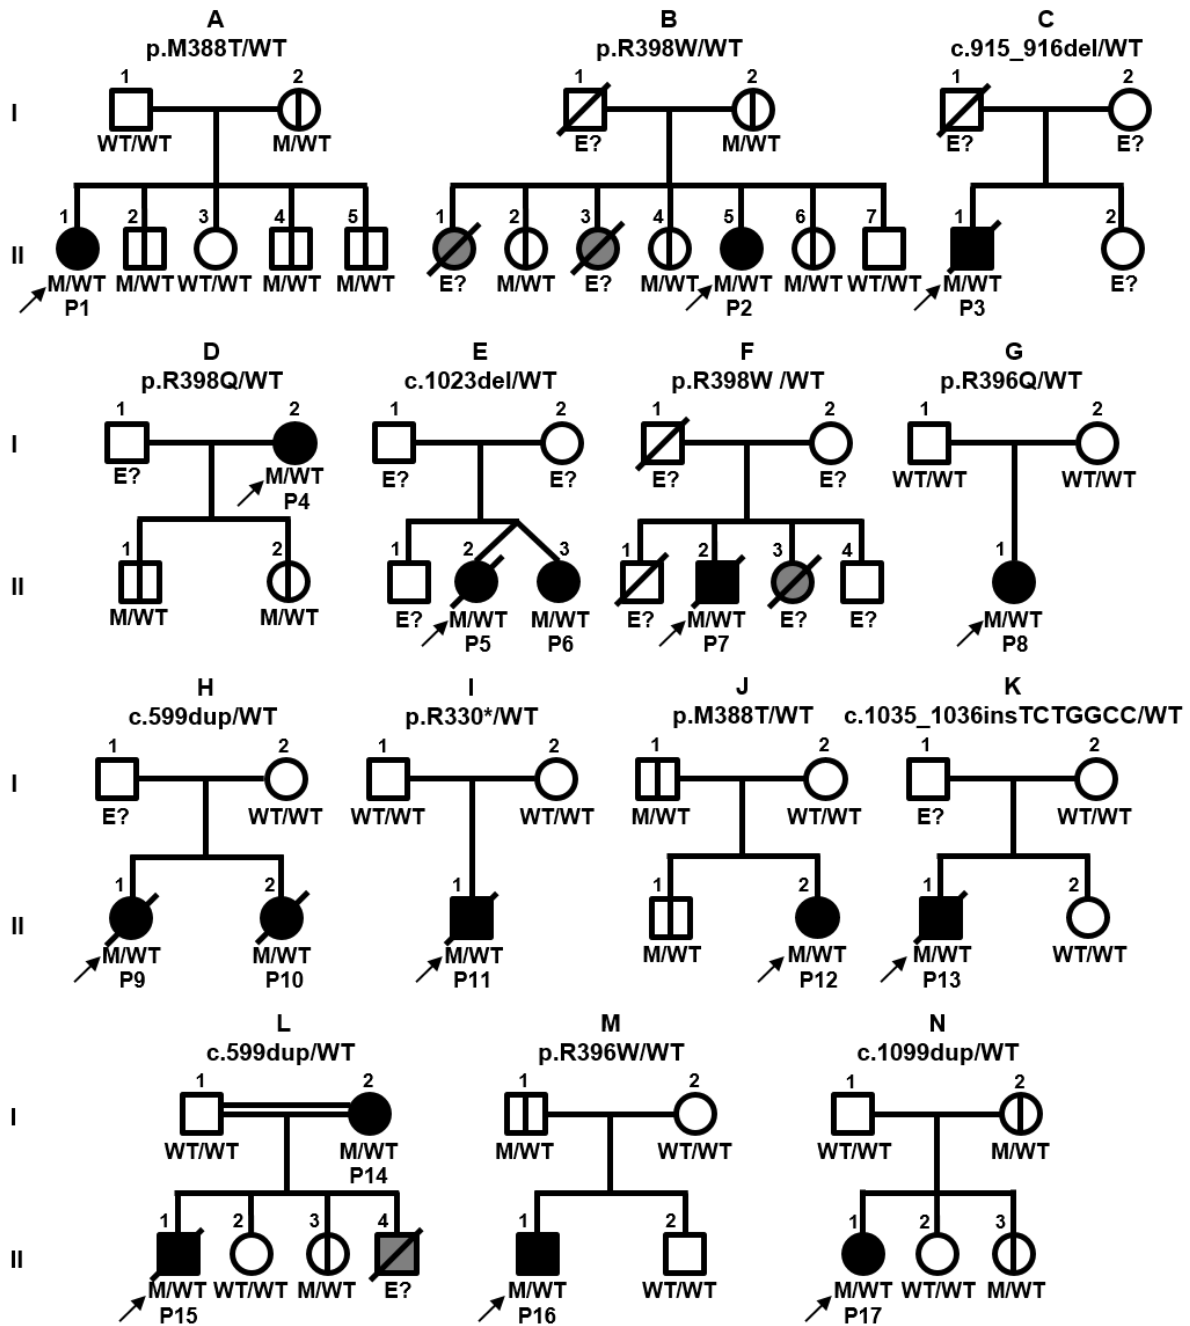 A B C
p.M388T/WT p.R398W/WT c.915_916del/WT
1 2 1 2 1 2
I
WT/WT M/WT E? M/WT E? E?
1 2 3 4 5 1 2 3 4 5 6 7 1 2
II
M/WT M/WT WT/WT M/WT M/WT E? M/WT E? M/WT M/WT M/WT WT/WT M/WT E?
P1 P2 P3
D E F G
p.R398Q/WT c.1023del/WT p.R398W /WT p.R396Q/WT
1 2 1 2 1 2 1 2
I
E? M/WT E? E? E? E? WT/WT WT/WT
P4
1 2 1 2 3 1 2 3 4 1
II
M/WT M/WT E? M/WT M/WT E? M/WT E? E? M/WT
P5 P6 P7 P8
H I J K
c.599dup/WT p.R330*/WT p.M388T/WT c.1035_1036insTCTGGCC/WT
1 2 1 2 1 2 1 2
I
E? WT/WT WT/WT WT/WT M/WT WT/WT E? WT/WT
1 2 1 1 2 1 2
II
M/WT M/WT M/WT M/WT M/WT M/WT WT/WT
P9 P10 P11 P12 P13
L M N
c.599dup/WT p.R396W/WT c.1099dup/WT
1 2 1 2 1 2
I
WT/WT M/WT M/WT WT/WT WT/WT M/WT
P14
1 2 3 4 1 2 1 2 3
II
M/WT WT/WT M/WT E? M/WT WT/WT M/WT WT/WT M/WT
P15 P16 P17